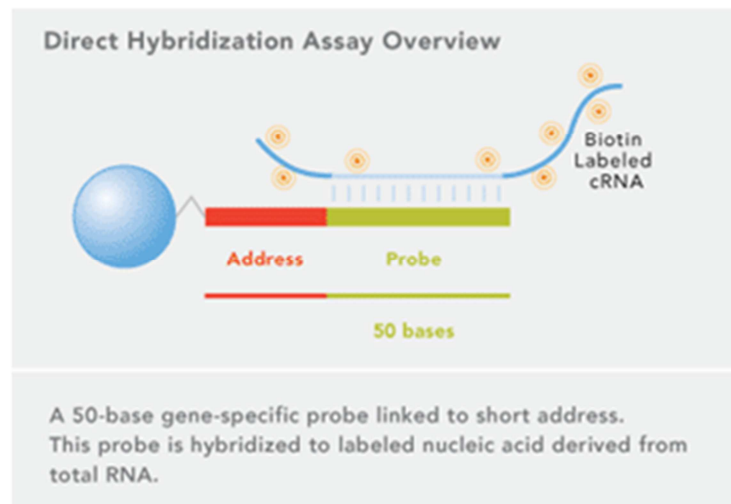 Direct Hybridization Assay Overview
Biotin
Labeled
cRNA
Address
Probe
50 bases
A 50-base gene-specific probe linked to short address.
This probe is hybridized to labeled nucleic acid derived from
total RNA.